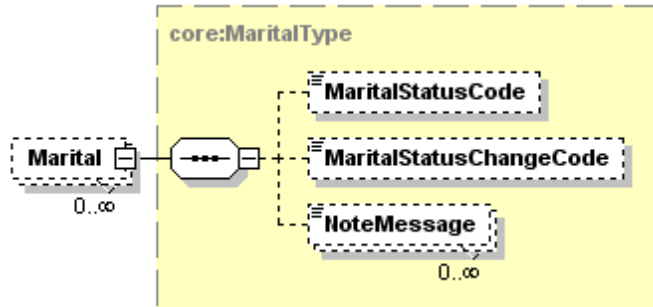 core:MaritalType
MaritalStatusCode
Marital
MaritalStatusChangeCode
0..∞
NoteMessage
0..∞